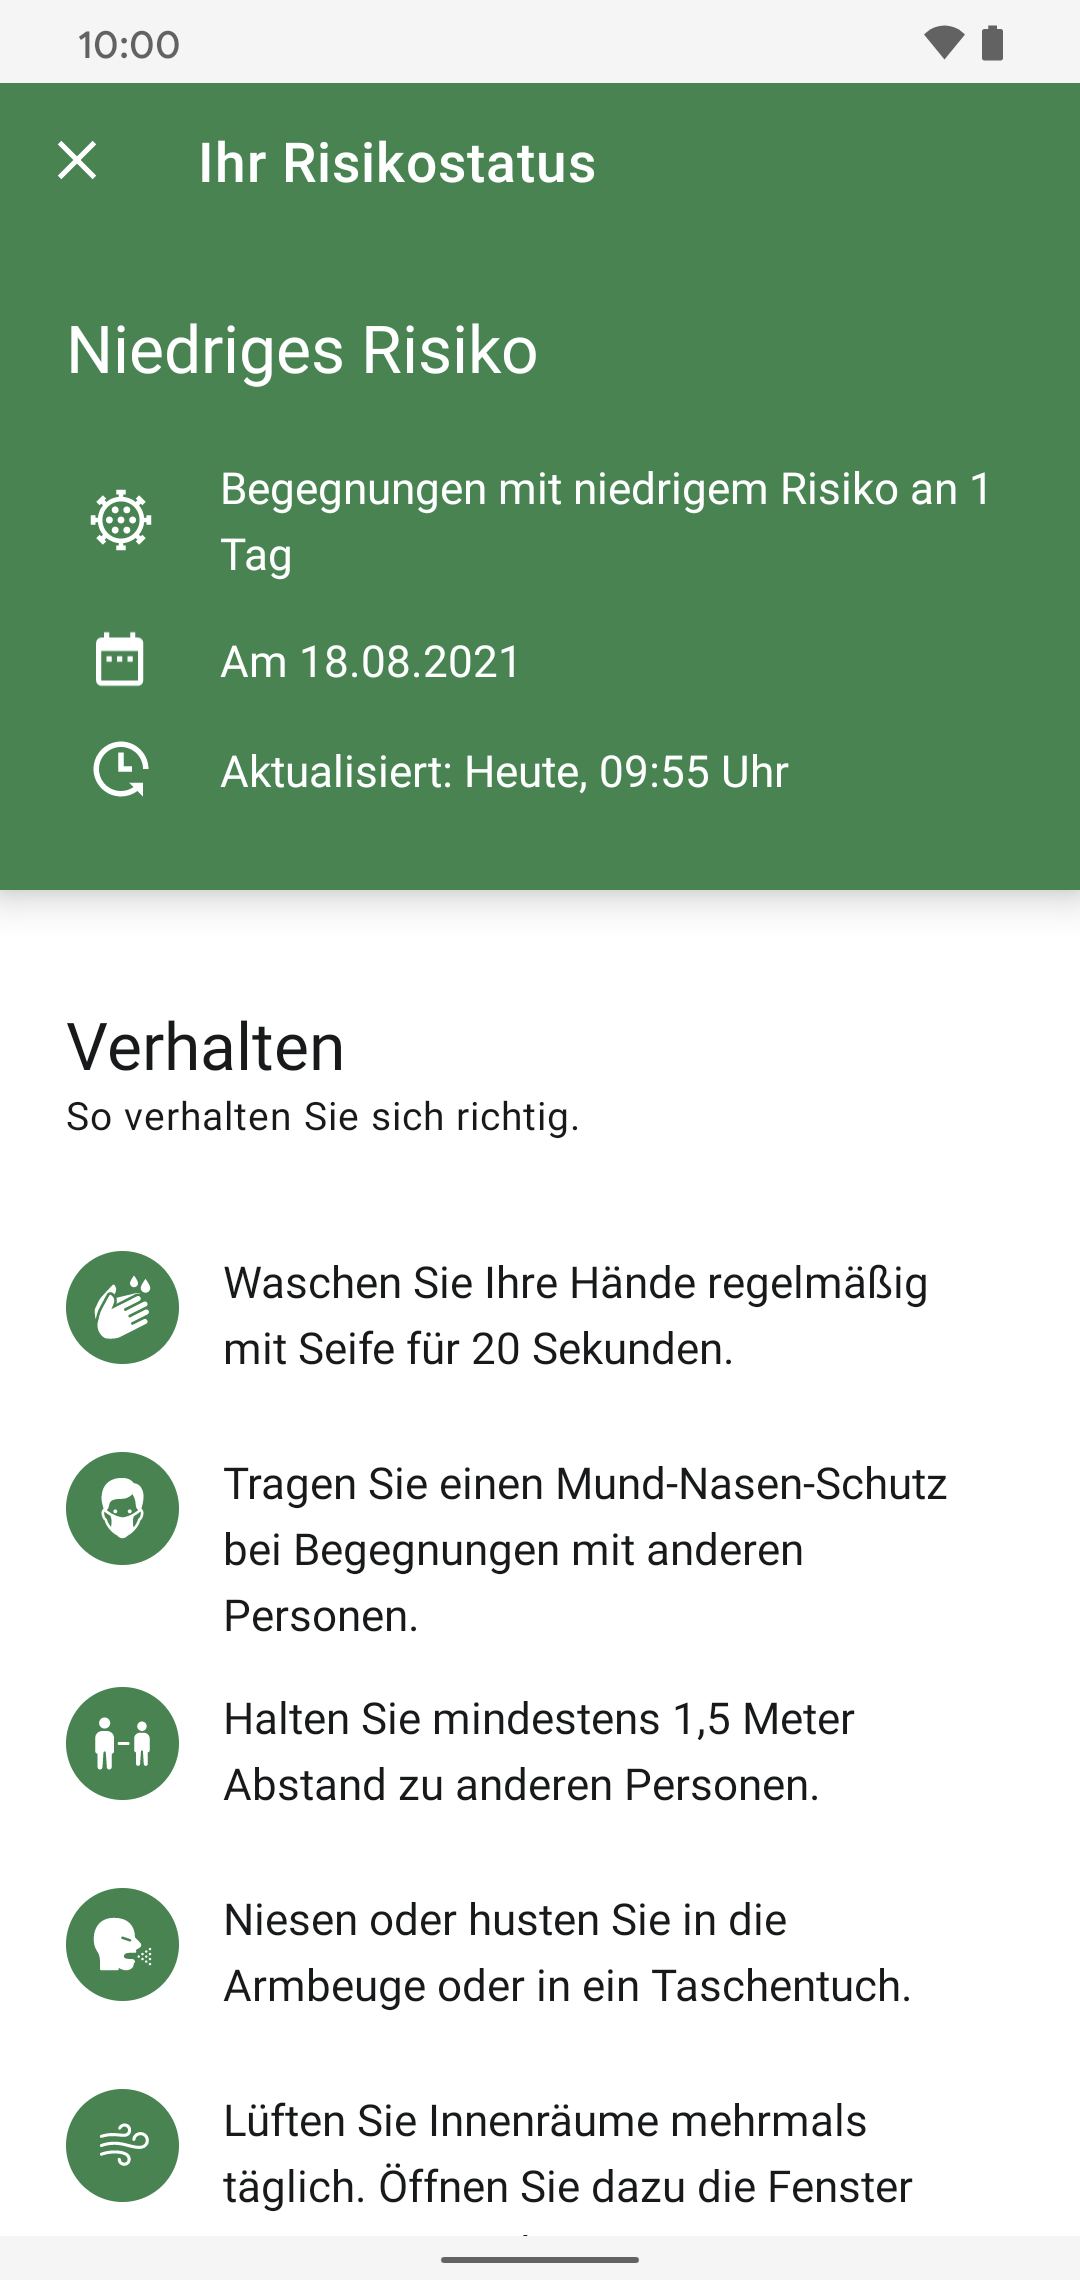 10:00
Ihr Risikostatus
Niedriges Risiko
Begegnungen mit niedrigem Risiko an 1
Tag
Am 18.08.2021
Aktualisiert: Heute, 09:55 Uhr
Verhalten
So verhalten Sie sich richtig.
Waschen Sie Ihre Hände regelmäßig
mit Seife für 20 Sekunden.
Tragen Sie einen Mund-Nasen-Schutz
bei Begegnungen mit anderen
Personen.
Halten Sie mindestens 1,5 Meter
Abstand zu anderen Personen.
Niesen oder husten Sie in die
Armbeuge oder in ein Taschentuch.
Lüften Sie Innenräume mehrmals
täglich. Öffnen Sie dazu die Fenster